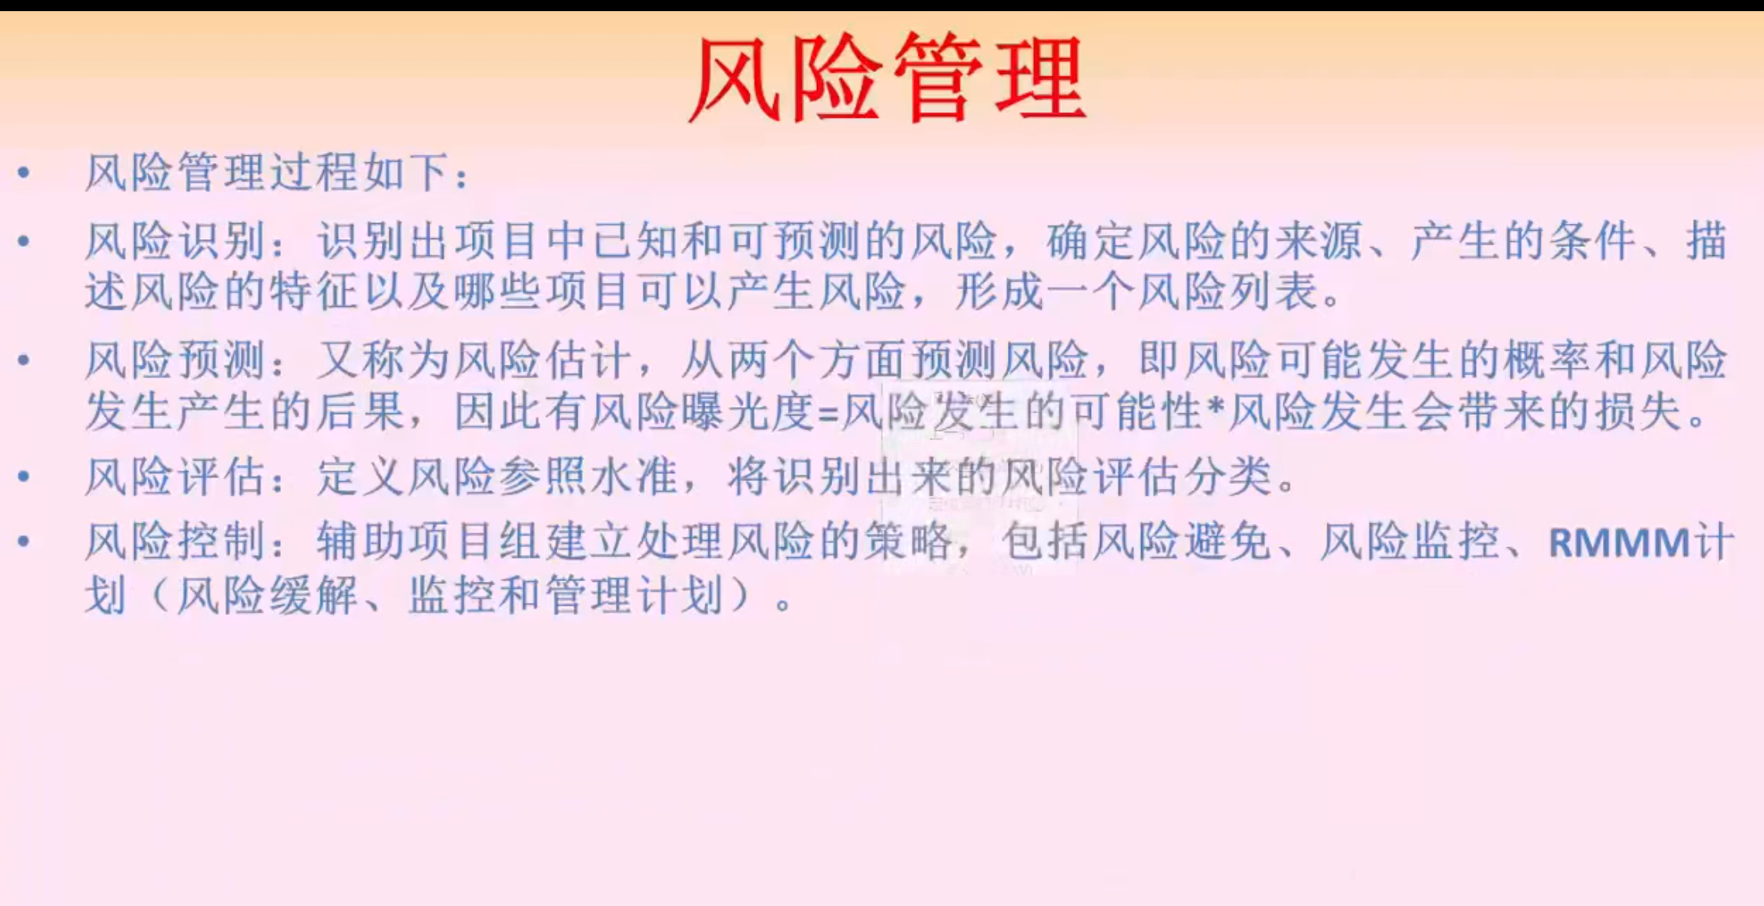 风险管理
• 风险管理过程如下：
• 风险识别：识别出项目中已知和可预测的风险，确定风险的来源、产生的条件、描
述风险的特征以及哪些项目可以产生风险，形成一个风险列表。
• 风险预测：又称为风险估计，从两个方面预测风险，即风险可能发生的概率和风险
发生产生的后果，因此有风险曝光度=风险发生的可能性*风险发生会带来的损失。
• 风险评估：定义风险参照水准，将识别出来的风险评估分类。
• 风险控制：辅助项目组建立处理风险的策略，包括风险避免、风险监控、RMMM计
划（风险缓解、监控和管理计划）。